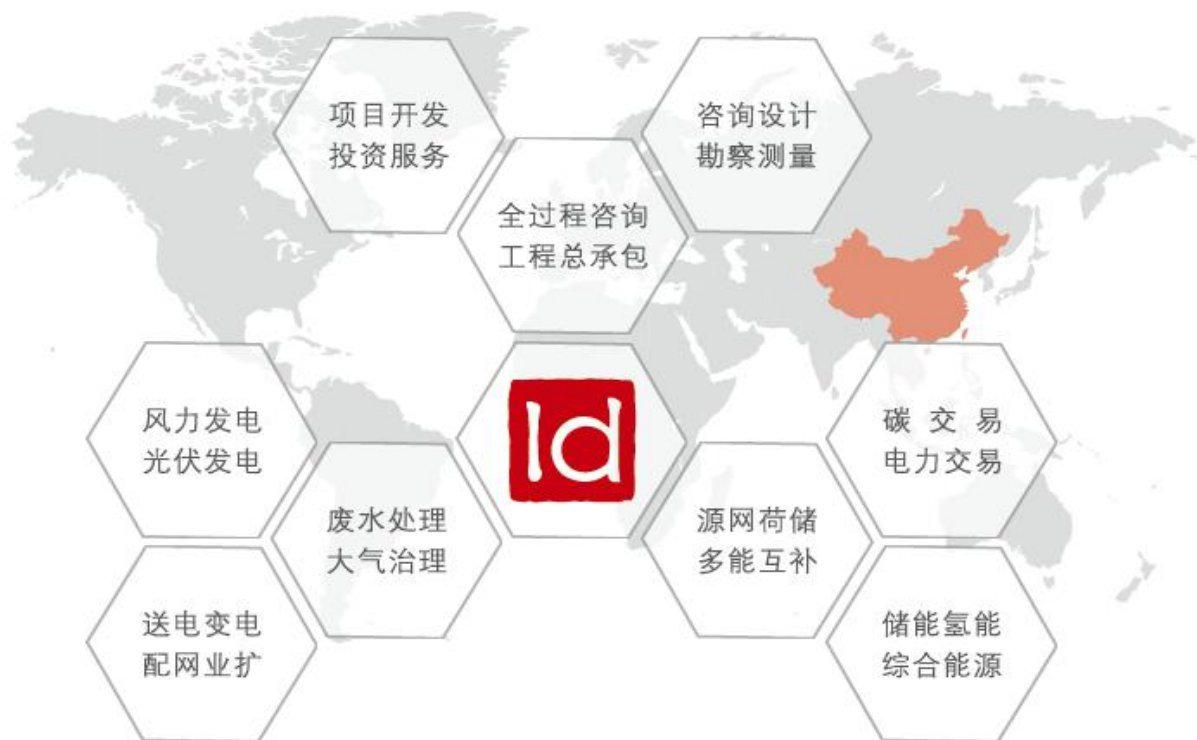 项目开发
投资服务
咨询设计
勘察测量
全过程咨询
工程总承包
风力发电
光伏发电
ld
碳 交 易
电力交易
废水处理
大气治理
源网荷储
多能互补
送电变电
配网业扩
储能氢能
综合能源